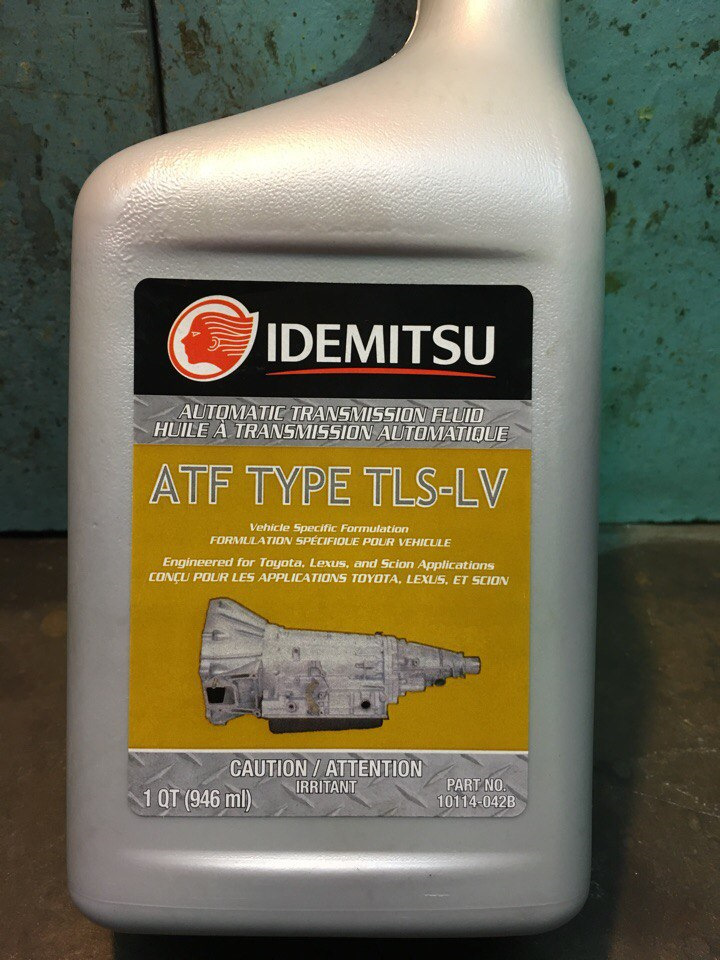 IDEMITSU
AUTOMATIC TRANSMISSION FLUID
HUILE À TRANSMISSION AUTOMATIQUE
ATF TYPE TLS-LV
Vehicle Specific Formulation
FORMULATION SPÉCIFIQUE POUR VEHICULE
Engineered for Toyota, Lexus, and Scion Applications
CONÇU POUR LES APPLICATIONS TOYOTA, LEXUS, ET SCION
CAUTION / ATTENTION
IRRITANT
1 QT (946 ml)
PART NO.
10114-042B